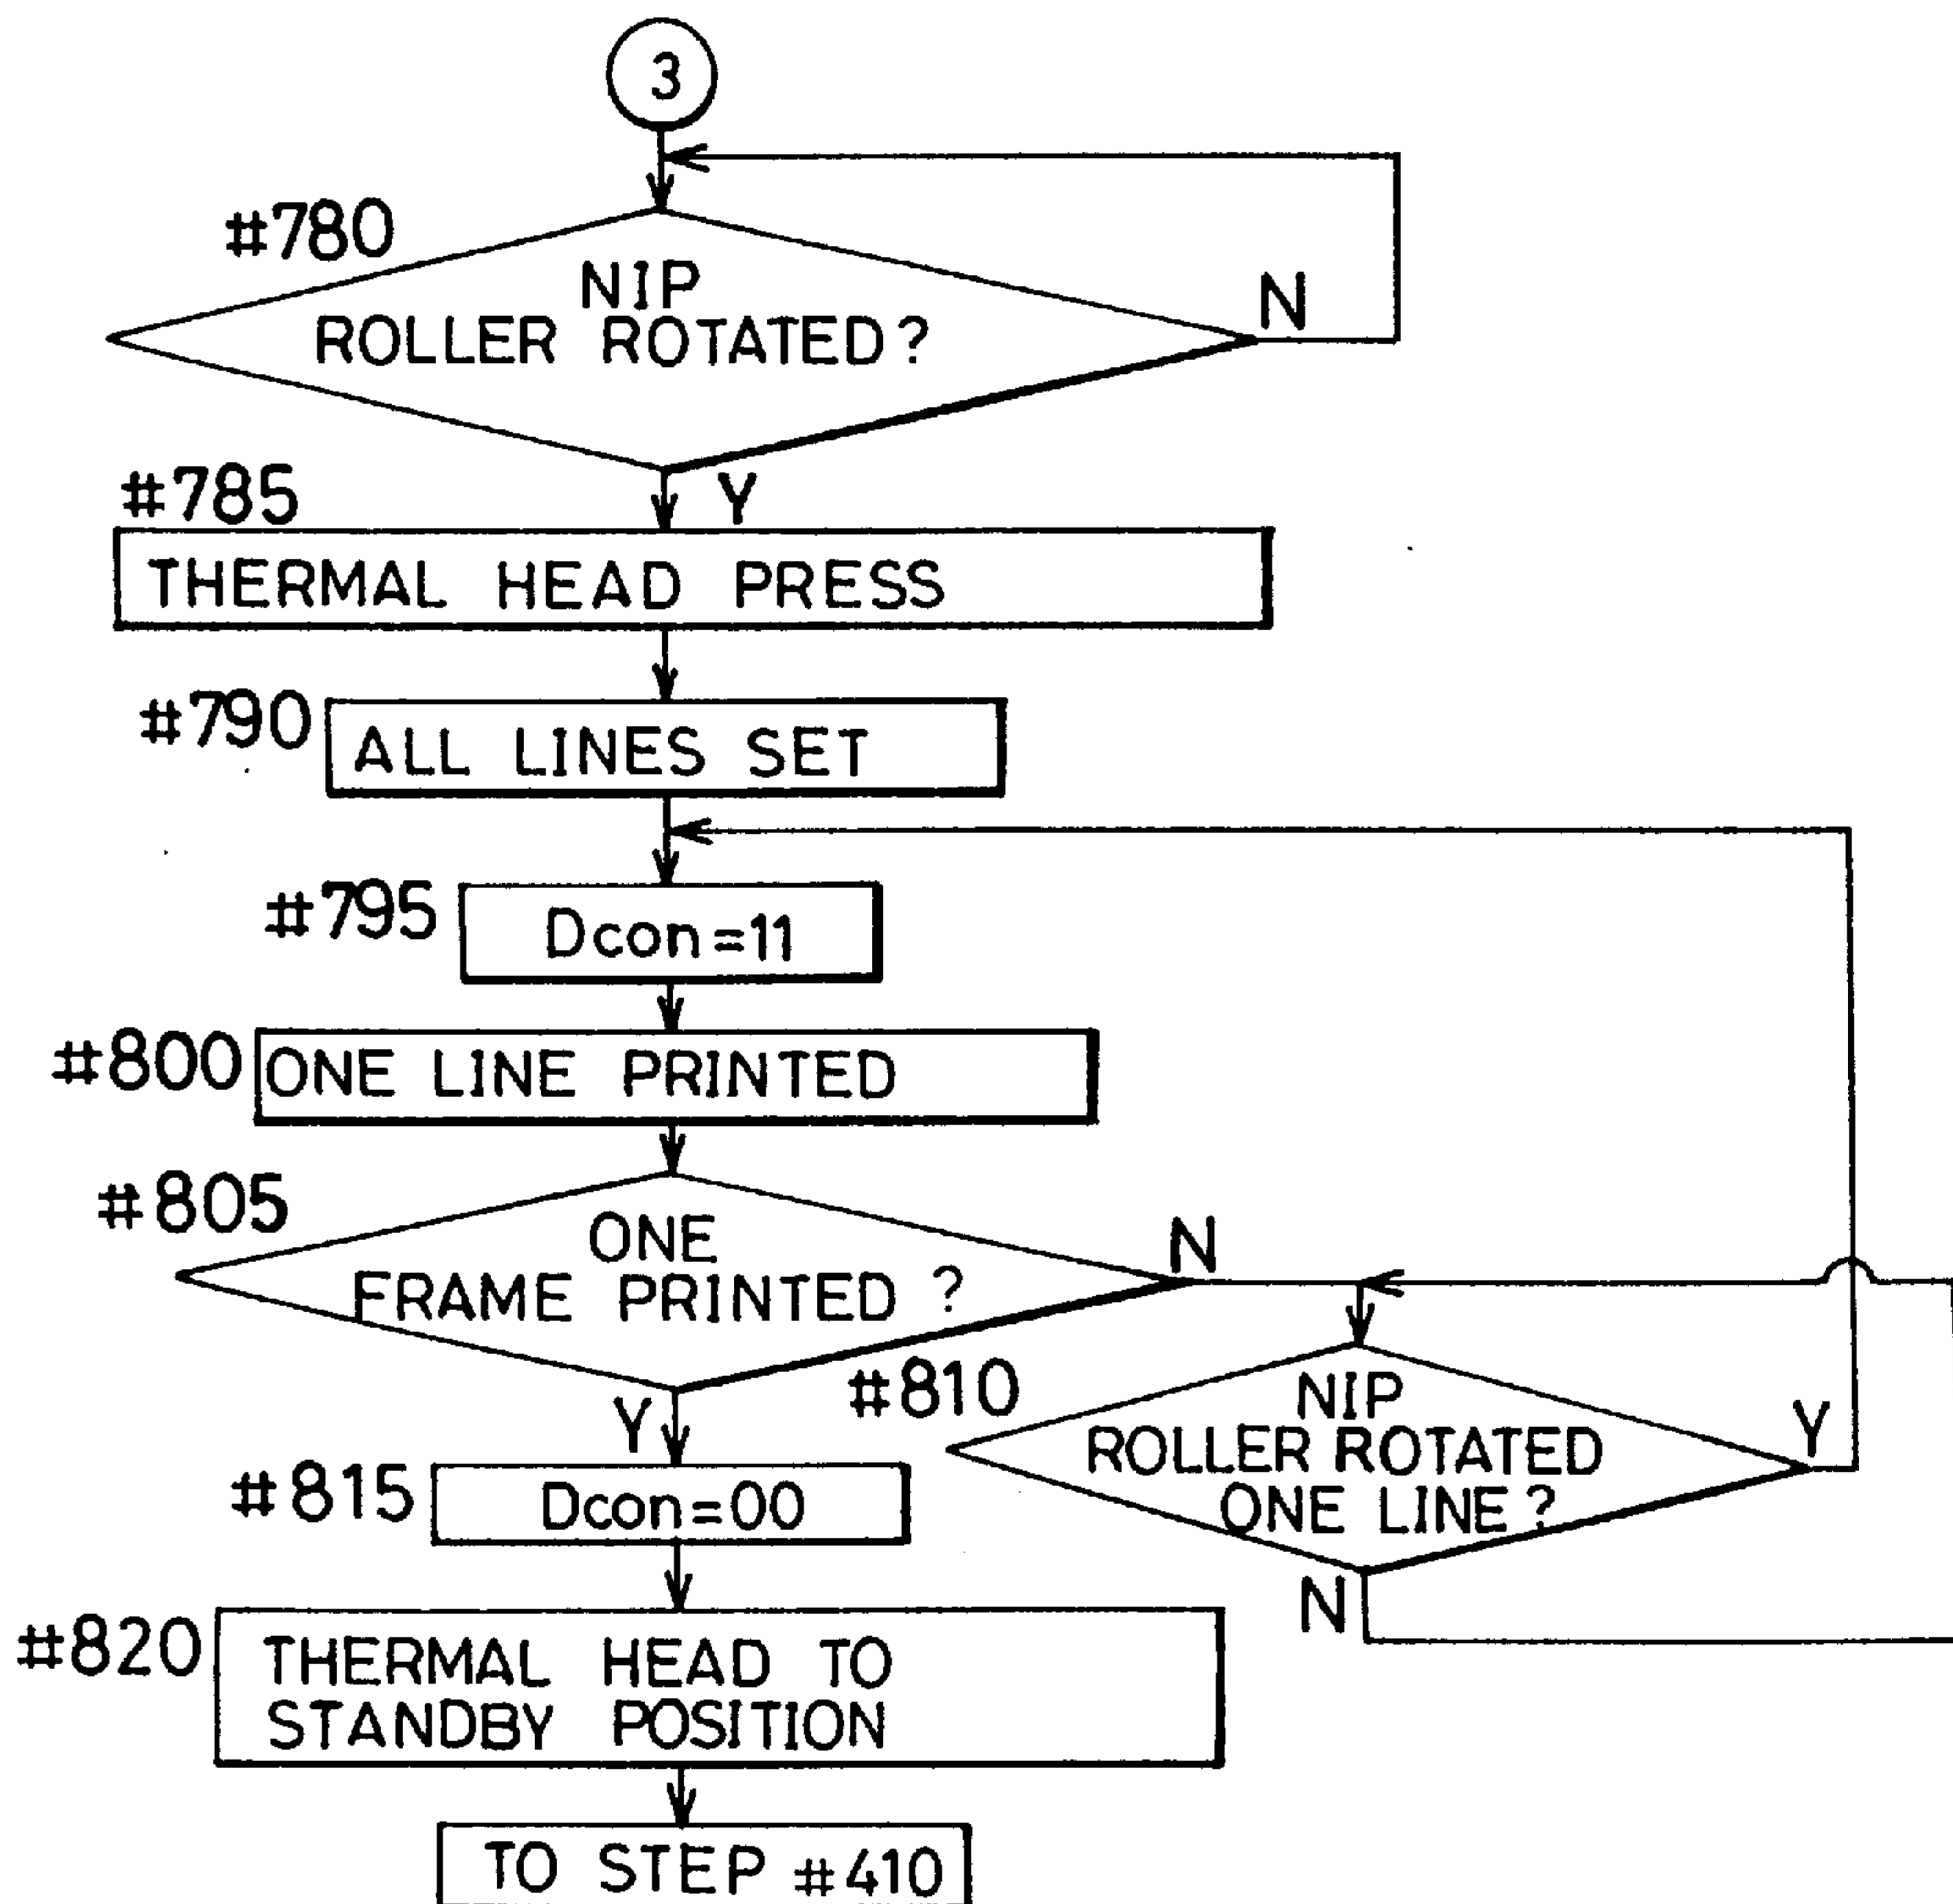 3
#780
NIP
ROLLER ROTATED?
N
Y
#785
THERMAL HEAD PRESS
#790
ALL LINES SET
#795
Dcon=11
#800
ONE LINE PRINTED
#805
ONE
FRAME PRINTED ?
N
Y
#810
NIP
ROLLER ROTATED
ONE LINE?
Y
N
#815
Dcon=00
#820
THERMAL HEAD TO
STANDBY POSITION
TO STEP #410